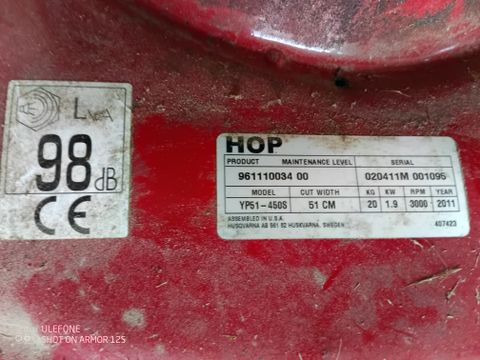 LWA
98 dB
CE
HOP
PRODUCT MAINTENANCE LEVEL SERIAL
961110034 00 020411M 001095
MODEL CUT WIDTH KG KW RPM YEAR
YP51-450S 51 CM 20 1.9 3000 2011
ASSEMBLED IN U.S.A.
HUSQVARNA AB 561 82 HUSKVARNA, SWEDEN 407423
ULEFONE
SHOT ON ARMOR 12S